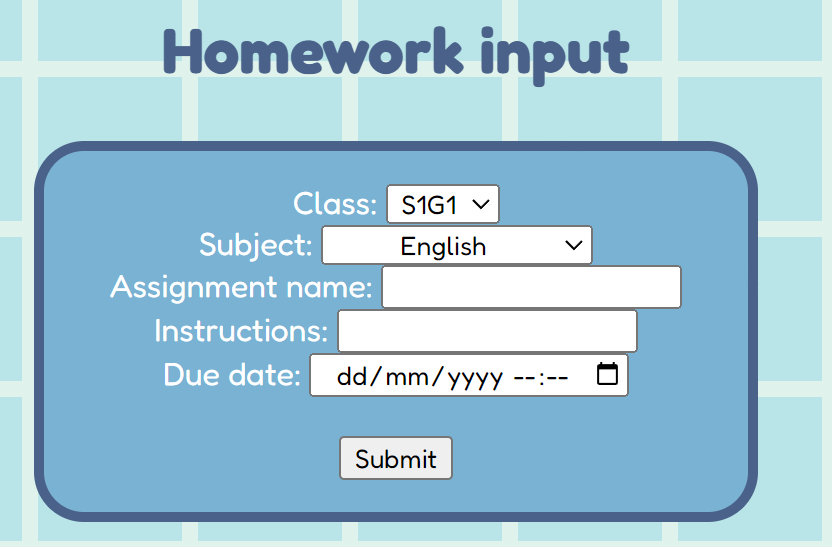 Homework input
Class: S1G1
Subject: English
Assignment name:
Instructions:
Due date: dd/mm/yyyy --:--
Submit